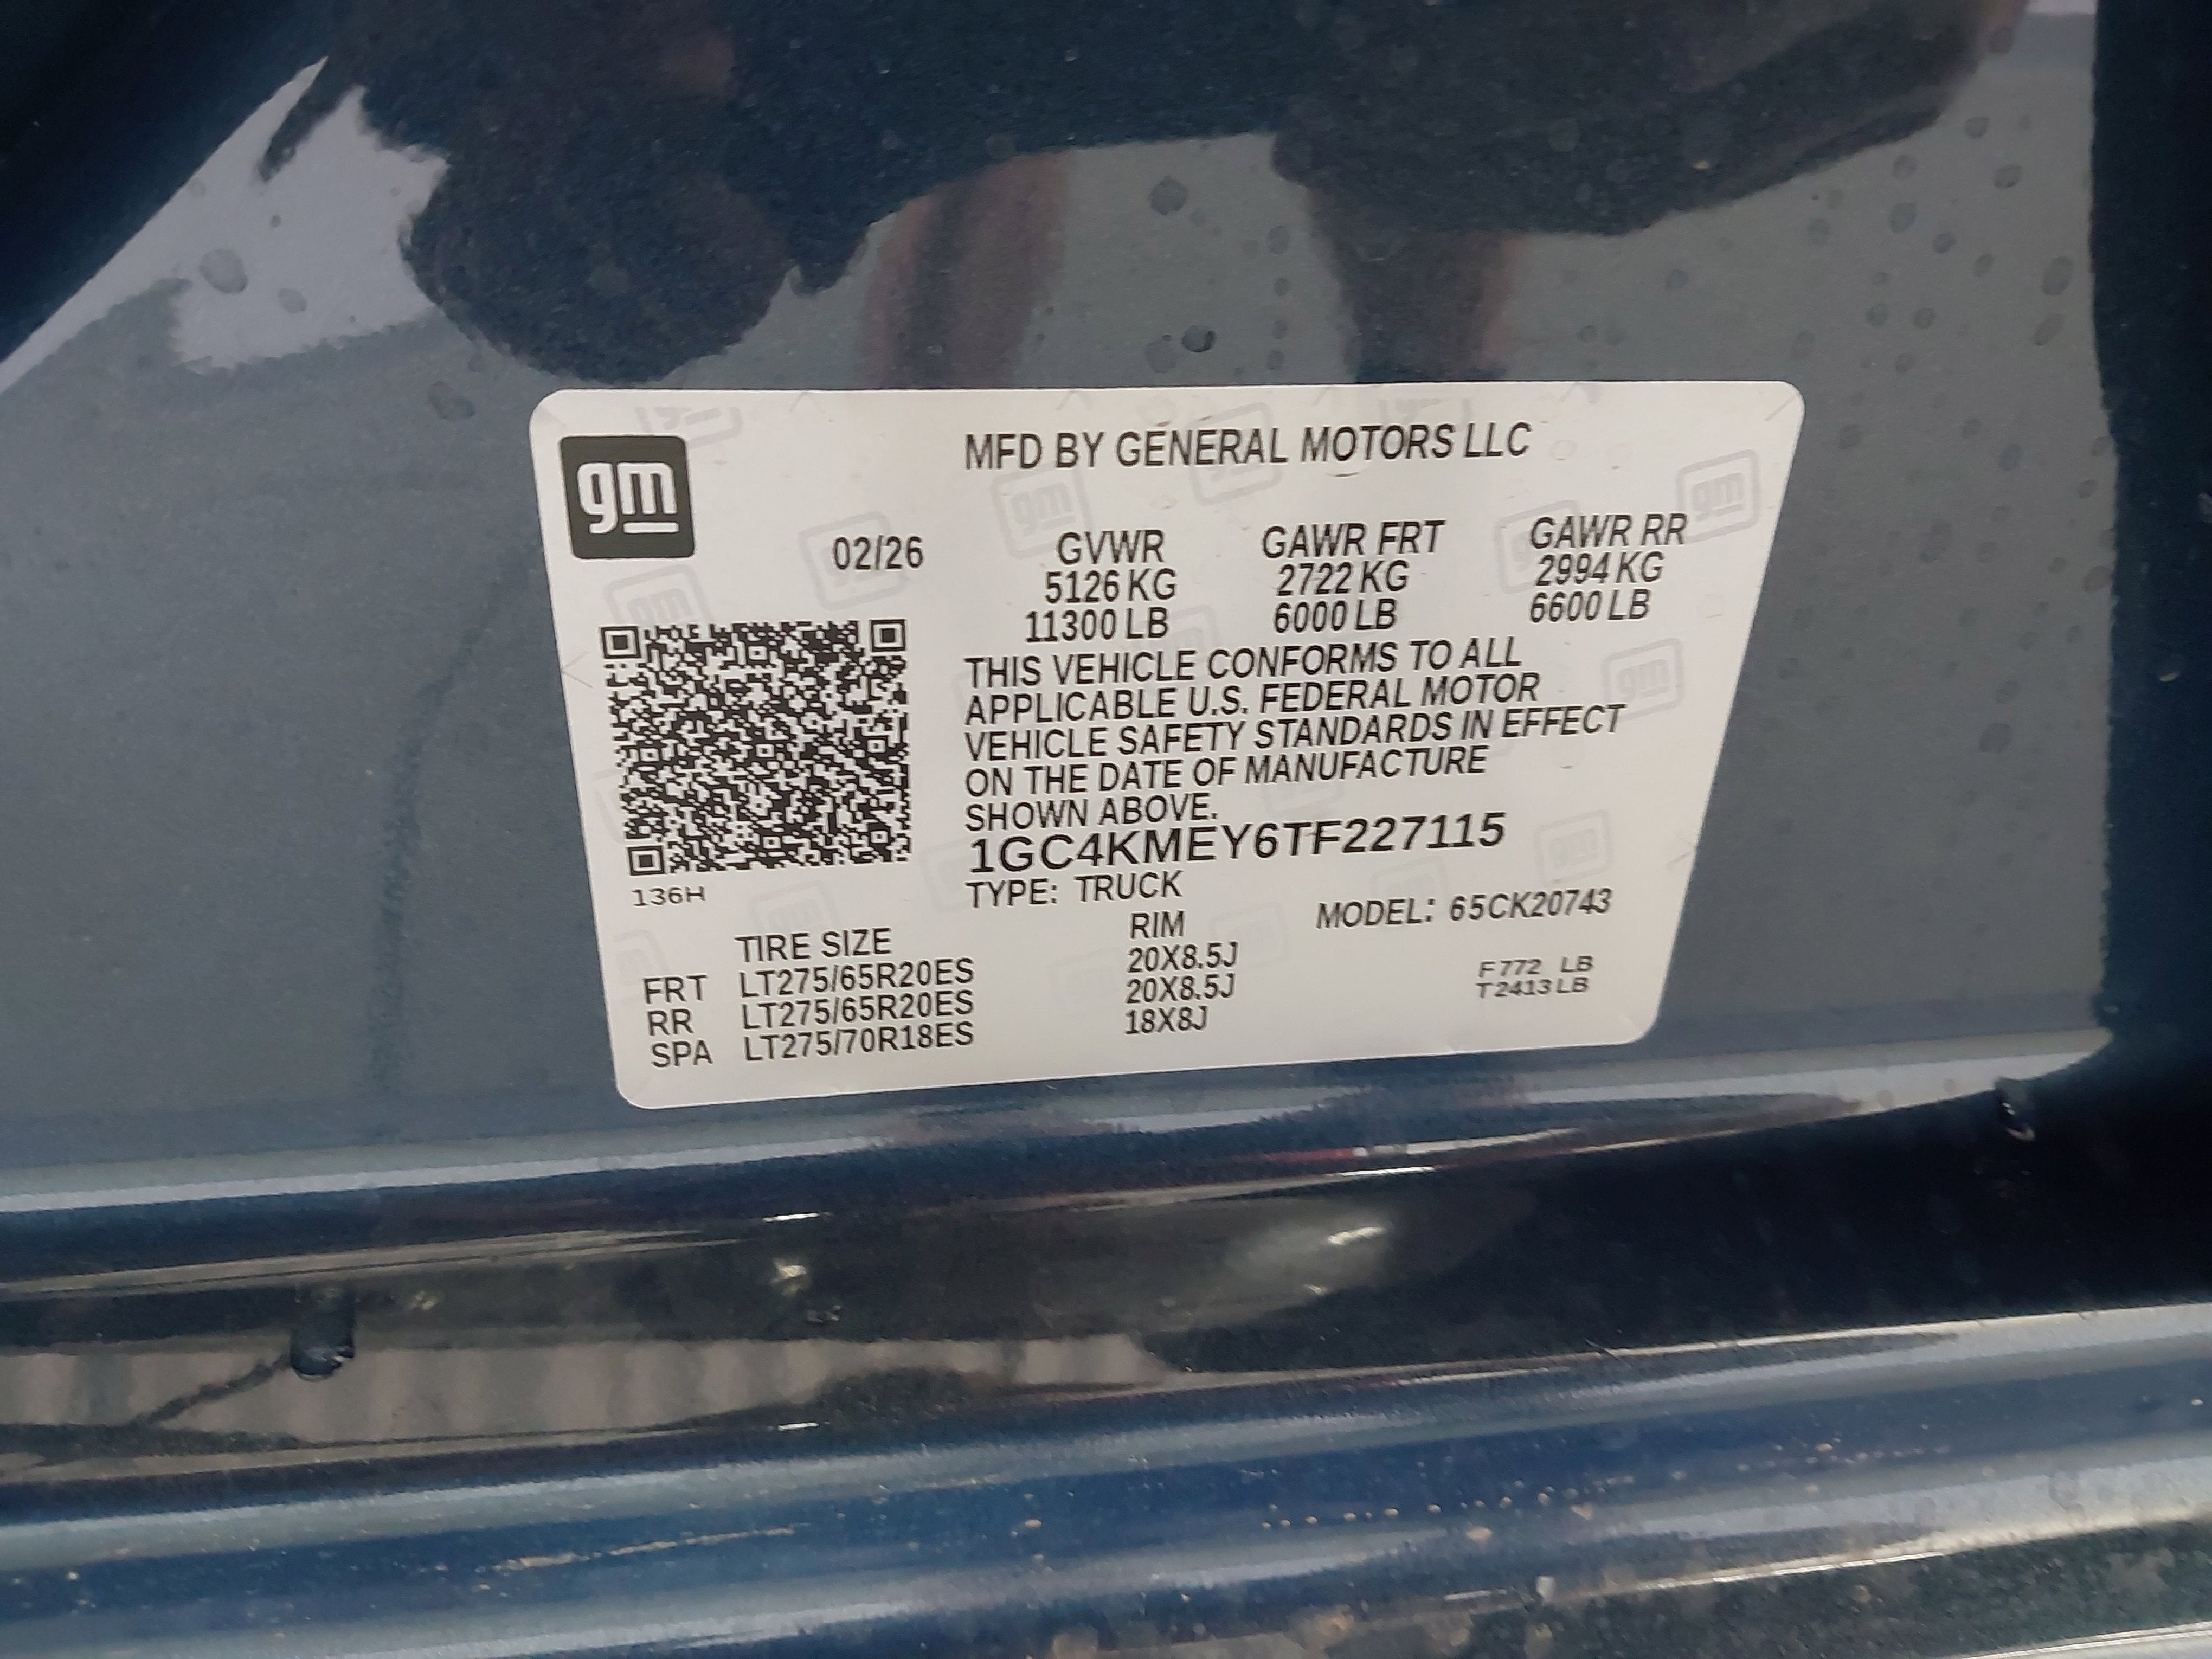 gm
MFD BY GENERAL MOTORS LLC
02/26 GVWR GAWR FRT GAWR RR
5126 KG 2722 KG 2994 KG
11300 LB 6000 LB 6600 LB
THIS VEHICLE CONFORMS TO ALL
APPLICABLE U.S. FEDERAL MOTOR
VEHICLE SAFETY STANDARDS IN EFFECT
ON THE DATE OF MANUFACTURE
SHOWN ABOVE.
1GC4KMEY6TF227115
136H
TYPE: TRUCK
MODEL: 65CK20743
TIRE SIZE RIM
FRT LT275/65R20ES 20X8.5J
RR LT275/65R20ES 20X8.5J
SPA LT275/70R18ES 18X8J
F 772 LB
T 2413 LB